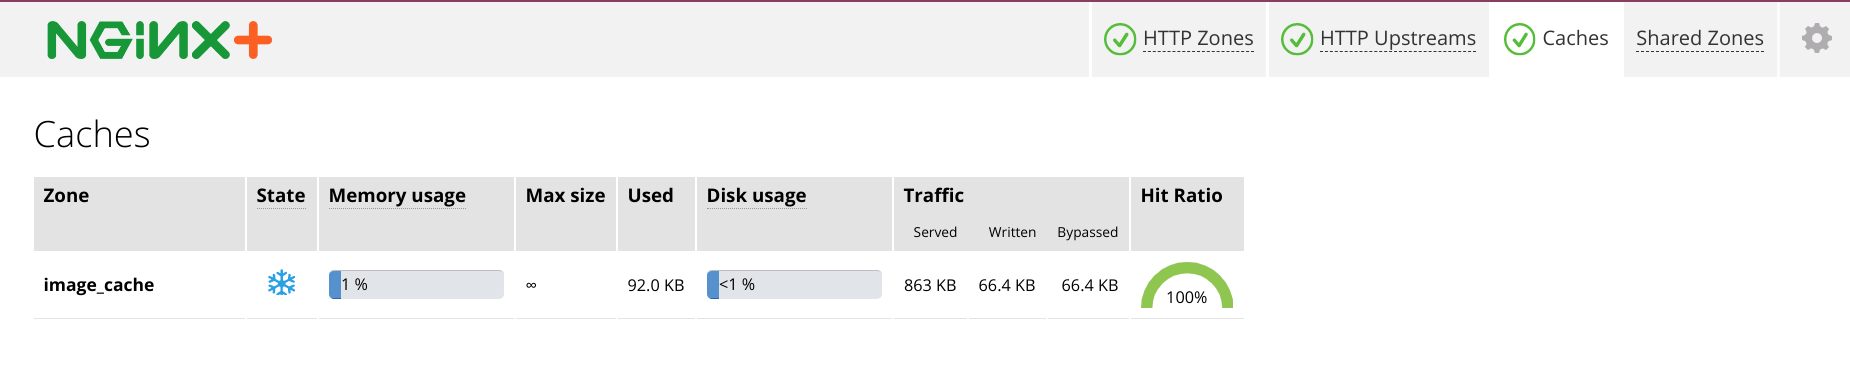 NGiNX+ HTTP Zones HTTP Upstreams Caches Shared Zones
Caches
Zone State Memory usage Max size Used Disk usage Traffic Hit Ratio
Served Written Bypassed
image_cache 1 % ∞ 92.0 KB <1 % 863 KB 66.4 KB 66.4 KB 100%